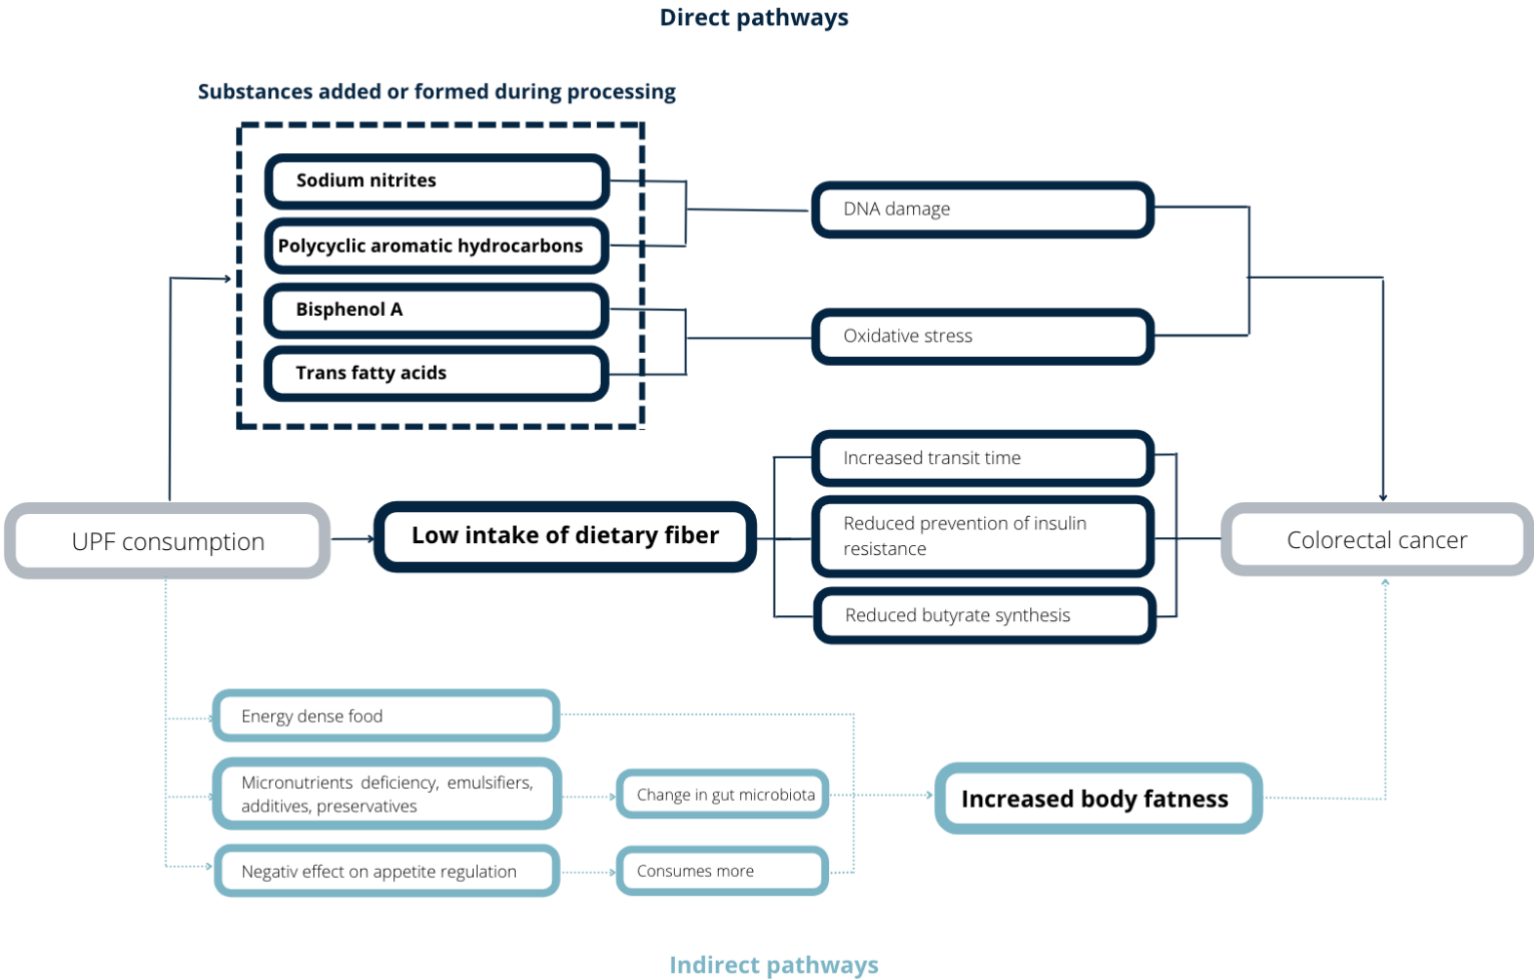 Direct pathways
Substances added or formed during processing
Sodium nitrites
Polycyclic aromatic hydrocarbons
Bisphenol A
Trans fatty acids
DNA damage
Oxidative stress
UPF consumption
Low intake of dietary fiber
Increased transit time
Reduced prevention of insulin
resistance
Reduced butyrate synthesis
Colorectal cancer
Energy dense food
Micronutrients deficiency, emulsifiers,
additives, preservatives
Change in gut microbiota
Negativ effect on appetite regulation
Consumes more
Increased body fatness
Indirect pathways